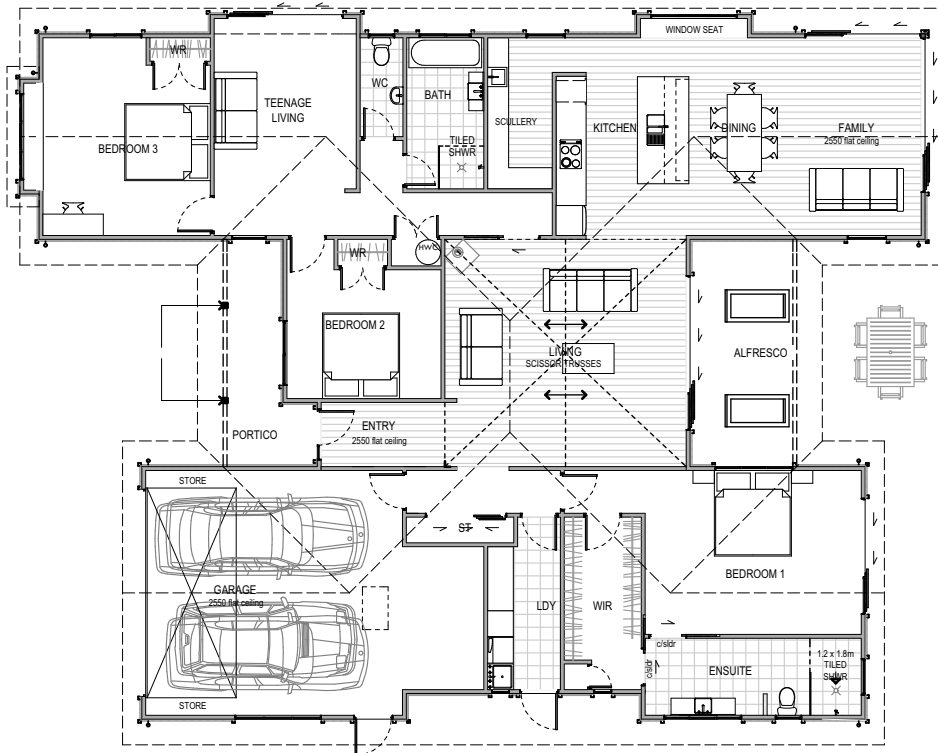 WINDOW SEAT
WR
WC
BATH
TEENAGE
LIVING
SCULLERY
KITCHEN
DINING
FAMILY
2550 flat ceiling
BEDROOM 3
TILED
SHWR
HWC
WR
BEDROOM 2
LIVING
SCISSOR TRUSSES
ALFRESCO
ENTRY
2550 flat ceiling
PORTICO
STORE
ST
BEDROOM 1
GARAGE
2550 flat ceiling
LDY
WIR
c/sldr
c/sldr
ENSUITE
1.2 x 1.8m
TILED
SHWR
STORE